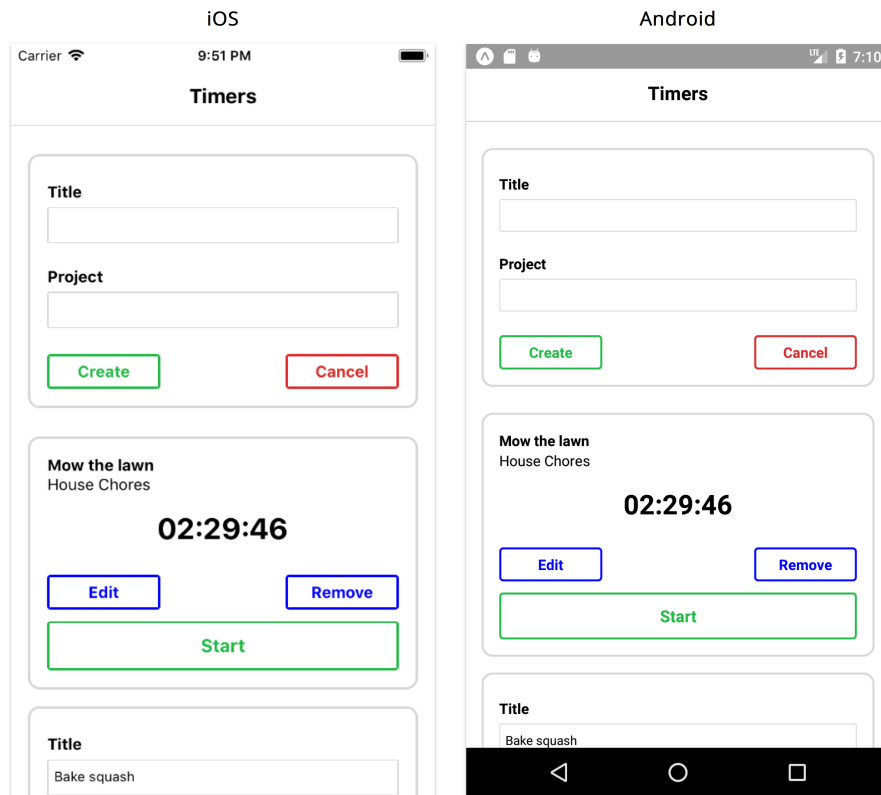 iOS
Carrier 9:51 PM
Timers
Title
Project
Create Cancel
Mow the lawn
House Chores
02:29:46
Edit Remove
Start
Title
Bake squash
Android
LTE 7:10
Timers
Title
Project
Create Cancel
Mow the lawn
House Chores
02:29:46
Edit Remove
Start
Title
Bake squash